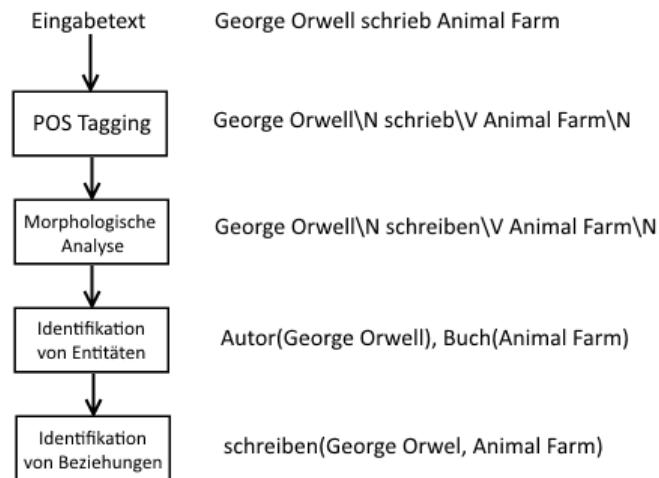 Eingabetext George Orwell schrieb Animal Farm
POS Tagging George Orwell\N schrieb\V Animal Farm\N
Morphologische
Analyse
George Orwell\N schreiben\V Animal Farm\N
Identifikation
von Entitäten
Autor(George Orwell), Buch(Animal Farm)
Identifikation
von Beziehungen
schreiben(George Orwel, Animal Farm)